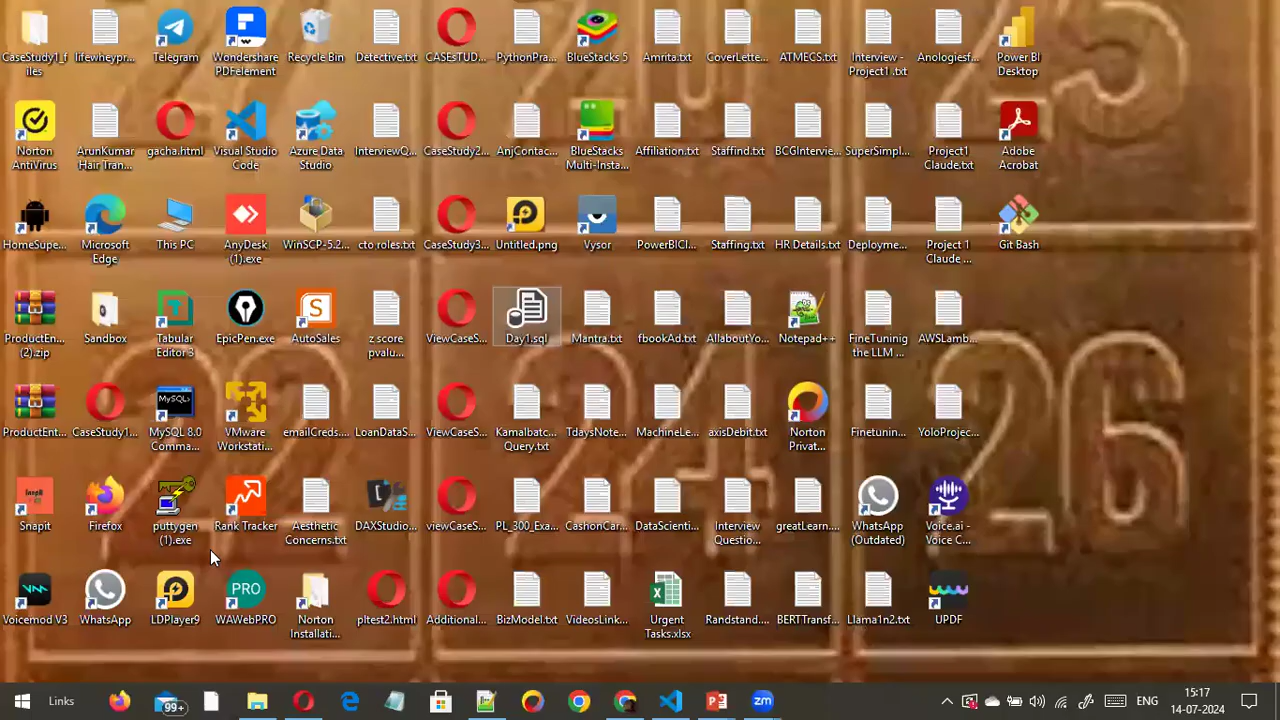 CaseStudy1_f
iles
lifewheypr...
Telegram
Wondershare
PDFelement
Recycle Bin
Detective.txt
CASEsTUD...
PythonPra...
BlueStacks 5
Amrita.txt
CoverLette...
ATMECS.txt
Interview -
Project1 .txt
Anologiesf...
Power BI
Desktop
Norton
AntiVirus
ArunKumar
Hair Tran...
gacha.html
Visual Studio
Code
Azure Data
Studio
InterviewQ...
CaseStudy2...
AnjContac...
BlueStacks
Multi-Insta...
Affiliation.txt
Staffind.txt
BCGIntervie...
SuperSimpl...
Project1
Claude.txt
Adobe
Acrobat
HomeSupe...
Microsoft
Edge
This PC
AnyDesk
(1).exe
WinSCP-5.2...
cto roles.txt
CaseStudy3...
Untitled.png
Vysor
PowerBICl...
Staffing.txt
HR Details.txt
Deployme...
Project 1
Claude ...
Git Bash
ProductEn...
(2).zip
Sandbox
Tabular
Editor 3
EpicPen.exe
AutoSales
z score
pvalu...
ViewCaseS...
Day1.sql
Mantra.txt
fbookAd.txt
AllaboutYo...
Notepad++
FineTuninig
the LLM ...
AWSLamb...
ProductEnt...
CaseStudy1...
MySQL 8.0
Comma...
VMware
Workstati...
emailCreds....
LoanDataS...
ViewCaseS...
Kamalbatc...
Query.txt
TdaysNote...
MachineLe...
axisDebit.txt
Norton
Privat...
Finetunin...
YoloProjec...
Snapit
Firefox
puttygen
(1).exe
Rank Tracker
Aesthetic
Concerns.txt
DAXStudio...
viewCaseS...
PL_300_Exa...
CashonCar...
DataScienti...
Interview
Questio...
greatLearn...
WhatsApp
(Outdated)
Voice.ai -
Voice C...
Voicemod V3
WhatsApp
LDPlayer9
PRO
WAWebPRO
Norton
Installati...
pltest2.html
Additional...
BizModel.txt
VideosLink...
Urgent
Tasks.xlsx
Randstand....
BERTTransf...
Llama1n2.txt
UPDF
22
24
26
Links
99+
zm
ENG
15:17
14-07-2024